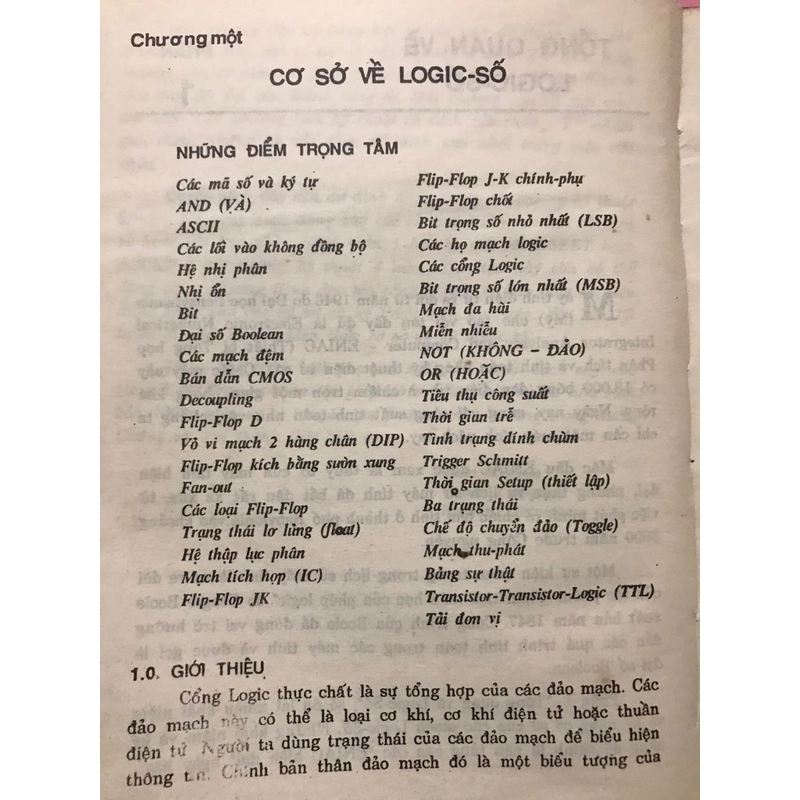 Chương một
CƠ SỞ VỀ LOGIC-SỐ
NHỮNG ĐIỂM TRỌNG TÂM
Các mã số và ký tự
AND (VÀ)
ASCII
Các lối vào không đồng bộ
Hệ nhị phân
Nhị ổn
Bit
Đại số Boolean
Các mạch đệm
Bán dẫn CMOS
Decoupling
Flip-Flop D
Vỏ vi mạch 2 hàng chân (DIP)
Flip-Flop kích bằng sườn xung
Fan-out
Các loại Flip-Flop
Trạng thái lơ lửng (float)
Hệ thập lục phân
Mạch tích hợp (IC)
Flip-Flop JK
Flip-Flop J-K chính-phụ
Flip-Flop chốt
Bit trọng số nhỏ nhất (LSB)
Các họ mạch logic
Các cổng Logic
Bit trọng số lớn nhất (MSB)
Mạch đa hài
Miễn nhiễu
NOT (KHÔNG – ĐẢO)
OR (HOẶC)
Tiêu thụ công suất
Thời gian trễ
Tình trạng dính chùm
Trigger Schmitt
Thời gian Setup (thiết lập)
Ba trạng thái
Chế độ chuyển đảo (Toggle)
Mạch thu-phát
Bảng sự thật
Transistor-Transistor-Logic (TTL)
Tải đơn vị
1.0. GIỚI THIỆU
Cổng Logic thực chất là sự tổng hợp của các đảo mạch. Các
đảo mạch này có thể là loại cơ khí, cơ khí điện tử hoặc thuần
điện tử. Người ta dùng trạng thái của các đảo mạch để biểu hiện
thông tin. Chính bản thân đảo mạch đó là một biểu tượng của